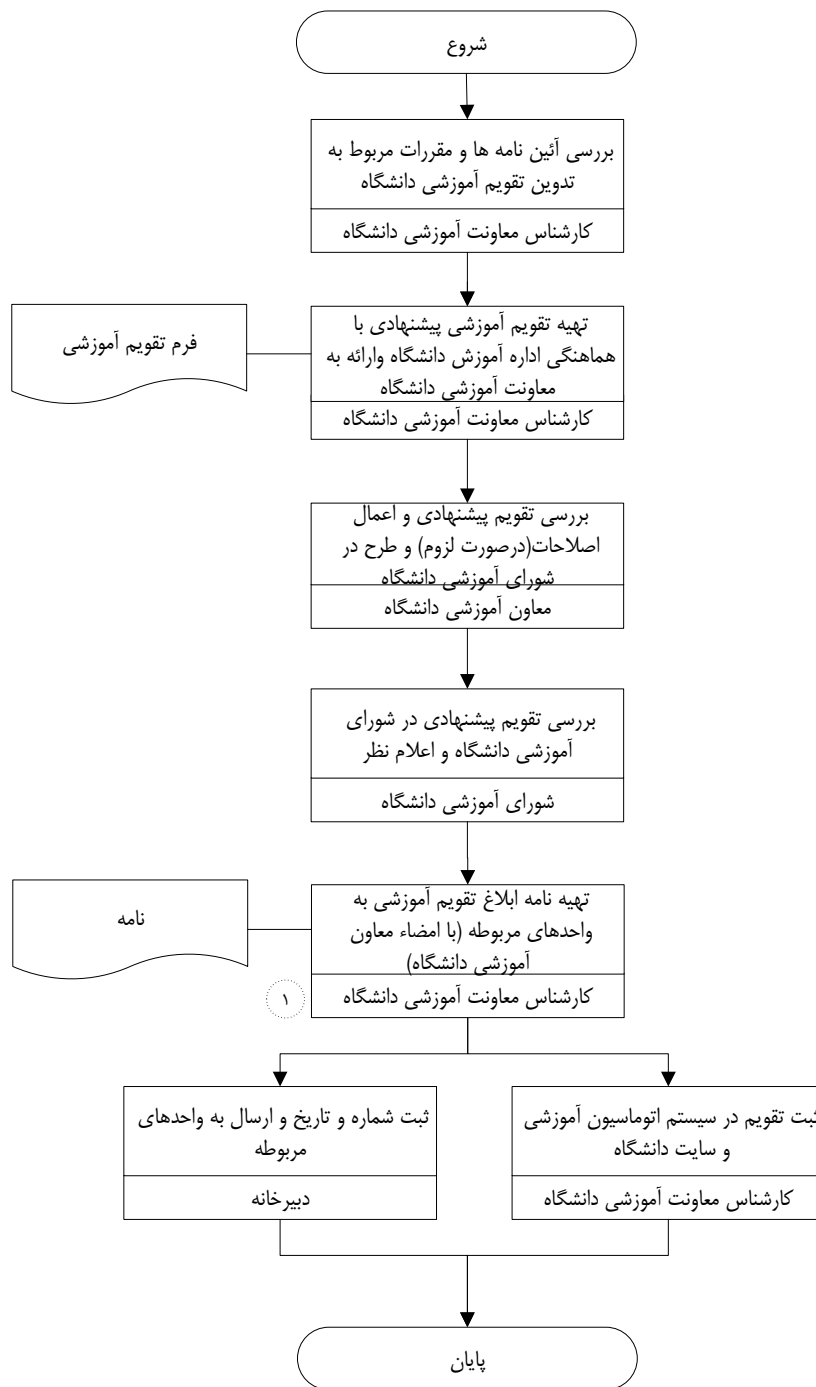 شروع
بررسی آئین نامه ها و مقررات مربوط به
تدوین تقویم آموزشی دانشگاه
کارشناس معاونت آموزشی دانشگاه
تهیه تقویم آموزشی پیشنهادی با
هماهنگی اداره آموزش دانشگاه وارائه به
معاونت آموزشی دانشگاه
کارشناس معاونت آموزشی دانشگاه
فرم تقویم آموزشی
بررسی تقویم پیشنهادی و اعمال
اصلاحات(درصورت لزوم) و طرح در
شورای آموزشی دانشگاه
معاون آموزشی دانشگاه
بررسی تقویم پیشنهادی در شورای
آموزشی دانشگاه و اعلام نظر
شورای آموزشی دانشگاه
تهیه نامه ابلاغ تقویم آموزشی به
واحدهای مربوطه (با امضاء معاون
آموزشی دانشگاه)
کارشناس معاونت آموزشی دانشگاه
نامه
۱
ثبت تقویم در سیستم اتوماسیون آموزشی
و سایت دانشگاه
کارشناس معاونت آموزشی دانشگاه
ثبت شماره و تاریخ و ارسال به واحدهای
مربوطه
دبیرخانه
پایان